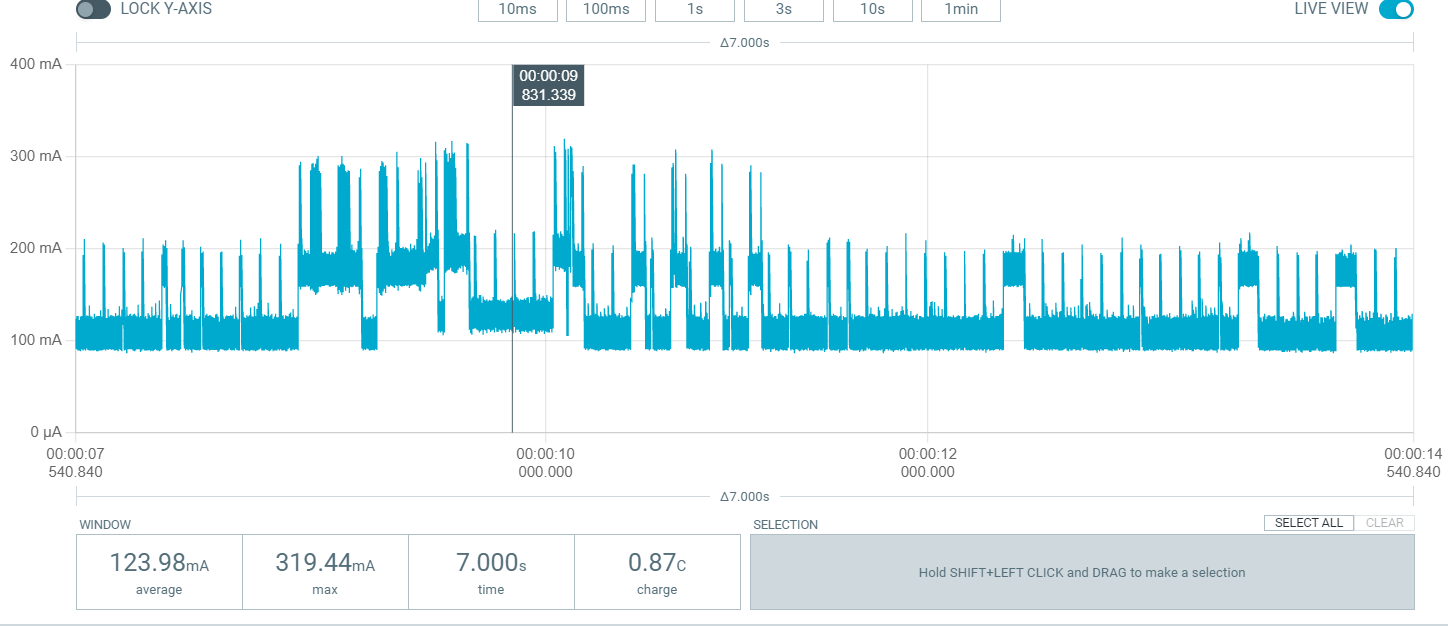 LOCK Y-AXIS 10ms 100ms 1s 3s 10s 1min LIVE VIEW
Δ7.000s
400 mA
00:00:09
831.339
300 mA
200 mA
100 mA
0 µA
00:00:07 00:00:10 00:00:12 00:00:14
540.840 000.000 000.000 540.840
Δ7.000s
WINDOW SELECTION SELECT ALL CLEAR
123.98mA 319.44mA 7.000s 0.87C
average max time charge
Hold SHIFT+LEFT CLICK and DRAG to make a selection